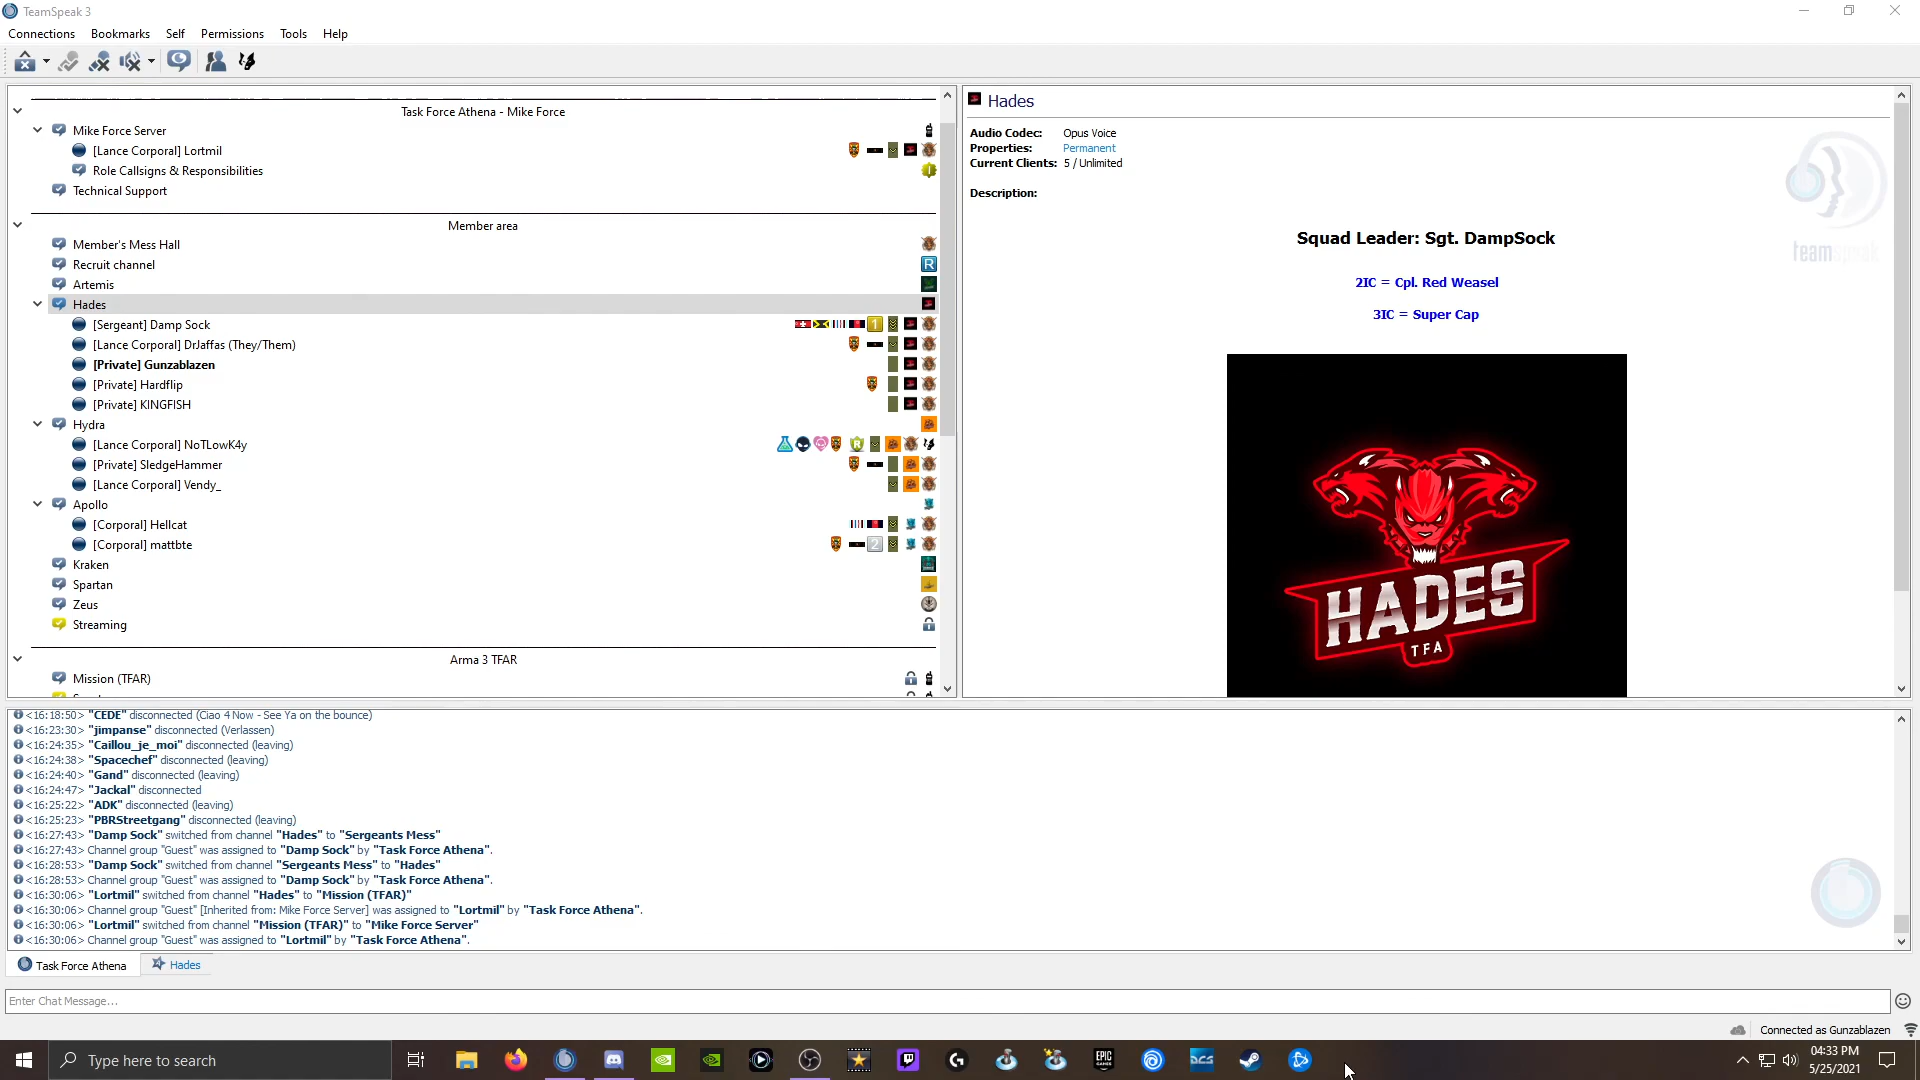 TeamSpeak 3
Connections Bookmarks Self Permissions Tools Help
Task Force Athena - Mike Force
Mike Force Server
[Lance Corporal] Lortmil
Role Callsigns & Responsibilities
Technical Support
Member area
Member's Mess Hall
Recruit channel
R
Artemis
Hades
[Sergeant] Damp Sock
1
[Lance Corporal] DrJaffas (They/Them)
[Private] Gunzablazen
[Private] Hardflip
[Private] KINGFISH
Hydra
[Lance Corporal] NoTLowK4y
R
[Private] SledgeHammer
[Lance Corporal] Vendy_
Apollo
[Corporal] Hellcat
[Corporal] mattbte
2
Kraken
Spartan
Zeus
Streaming
Arma 3 TFAR
Mission (TFAR)
Hades
Audio Codec: Opus Voice
Properties: Permanent
Current Clients: 5 / Unlimited
Description:
teamspeak
Squad Leader: Sgt. DampSock
2IC = Cpl. Red Weasel
3IC = Super Cap
HADES
TFA
<16:18:50> "CEDE" disconnected (Ciao 4 Now - See Ya on the bounce)
<16:23:30> "jimpanse" disconnected (Verlassen)
<16:24:35> "Caillou_je_moi" disconnected (leaving)
<16:24:38> "Spacechef" disconnected (leaving)
<16:24:40> "Gand" disconnected (leaving)
<16:24:47> "Jackal" disconnected
<16:25:22> "ADK" disconnected (leaving)
<16:25:23> "PBRStreetgang" disconnected (leaving)
<16:27:43> "Damp Sock" switched from channel "Hades" to "Sergeants Mess"
<16:27:43> Channel group "Guest" was assigned to "Damp Sock" by "Task Force Athena".
<16:28:53> "Damp Sock" switched from channel "Sergeants Mess" to "Hades"
<16:28:53> Channel group "Guest" was assigned to "Damp Sock" by "Task Force Athena".
<16:30:06> "Lortmil" switched from channel "Hades" to "Mission (TFAR)"
<16:30:06> Channel group "Guest" [Inherited from: Mike Force Server] was assigned to "Lortmil" by "Task Force Athena".
<16:30:06> "Lortmil" switched from channel "Mission (TFAR)" to "Mike Force Server"
<16:30:06> Channel group "Guest" was assigned to "Lortmil" by "Task Force Athena".
Task Force Athena Hades
Enter Chat Message...
Connected as Gunzablazen
Type here to search
EPIC GAMES
DCS
04:33 PM
5/25/2021